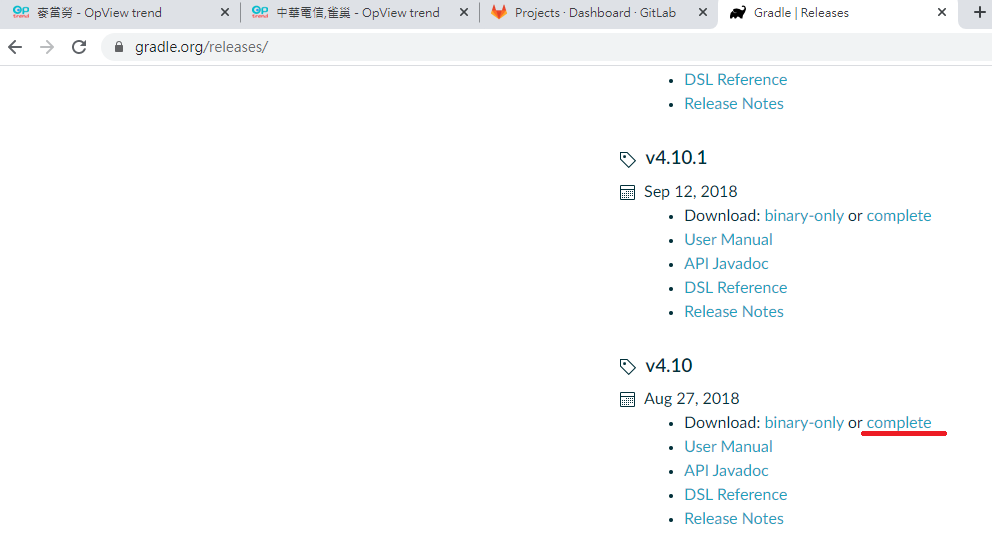 麥當勞 - OpView trend
中華電信,雀巢 - OpView trend
Projects · Dashboard · GitLab
Gradle | Releases
gradle.org/releases/
DSL Reference
Release Notes
v4.10.1
Sep 12, 2018
Download: binary-only or complete
User Manual
API Javadoc
DSL Reference
Release Notes
v4.10
Aug 27, 2018
Download: binary-only or complete
User Manual
API Javadoc
DSL Reference
Release Notes